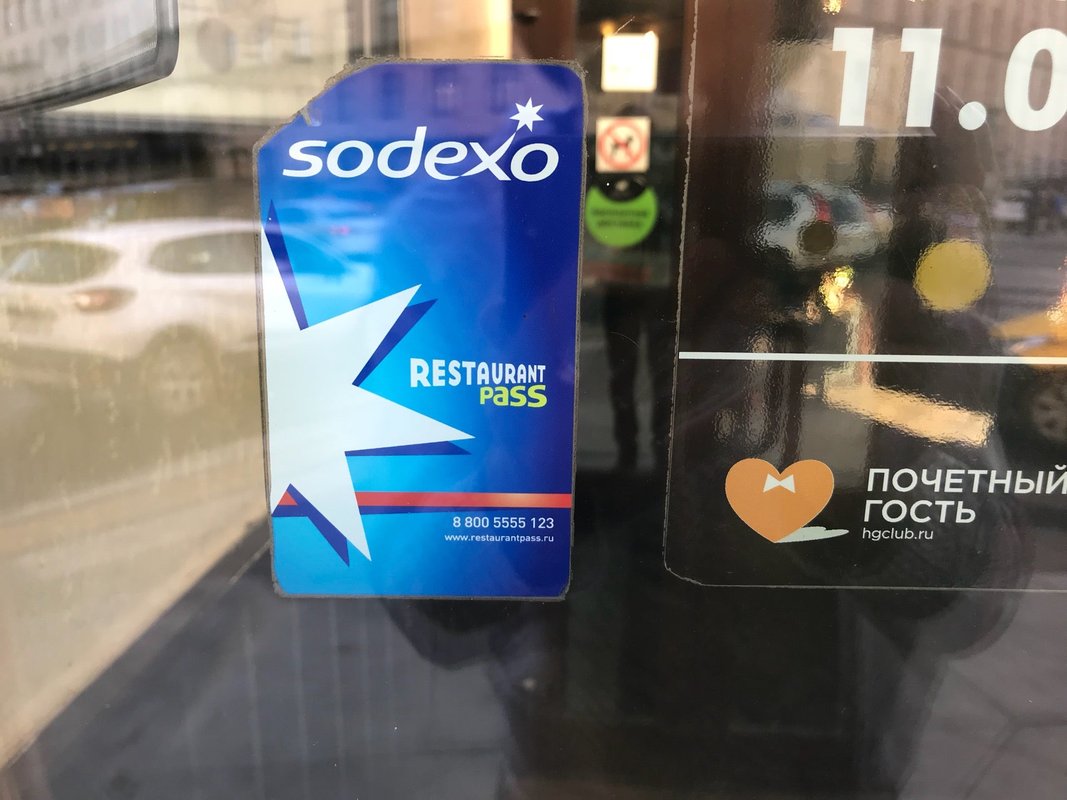 sodexo
RESTAURANT
PASS
8 800 5555 123
www.restaurantpass.ru
11.0
ПОЧЕТНЫЙ
ГОСТЬ
hgclub.ru